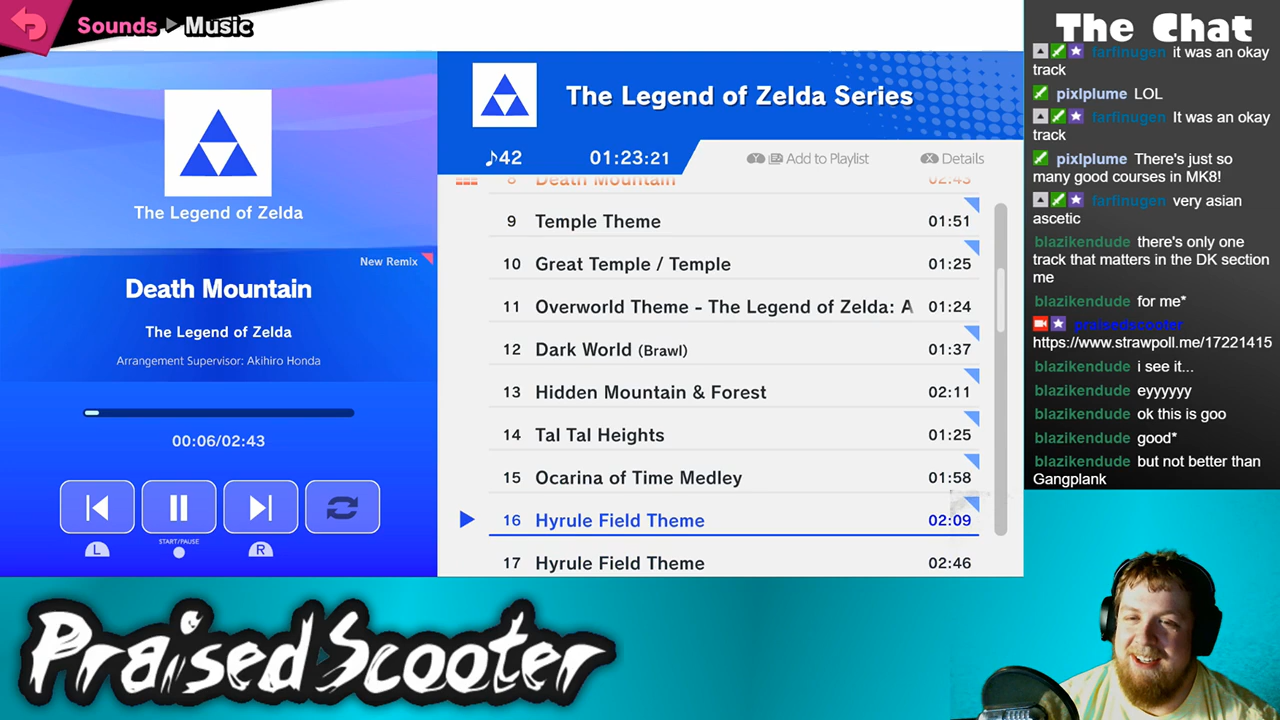 Sounds ▶ Music
The Legend of Zelda
New Remix
Death Mountain
The Legend of Zelda
Arrangement Supervisor: Akihiro Honda
00:06/02:43
L
START/PAUSE
R
The Legend of Zelda Series
♪42 01:23:21
Y Add to Playlist X Details
8 Death Mountain 02:43
9 Temple Theme 01:51
10 Great Temple / Temple 01:25
11 Overworld Theme - The Legend of Zelda: A 01:24
12 Dark World (Brawl) 01:37
13 Hidden Mountain & Forest 02:11
14 Tal Tal Heights 01:25
15 Ocarina of Time Medley 01:58
16 Hyrule Field Theme 02:09
17 Hyrule Field Theme 02:46
The Chat
farfinugen it was an okay
track
pixlplume LOL
farfinugen It was an okay
track
pixlplume There's just so
many good courses in MK8!
farfinugen very asian
ascetic
blazikendude there's only one
track that matters in the DK section
me
blazikendude for me*
praisedscooter
https://www.strawpoll.me/17221415
blazikendude i see it...
blazikendude eyyyyyy
blazikendude ok this is goo
blazikendude good*
blazikendude but not better than
Gangplank
PraisedScooter